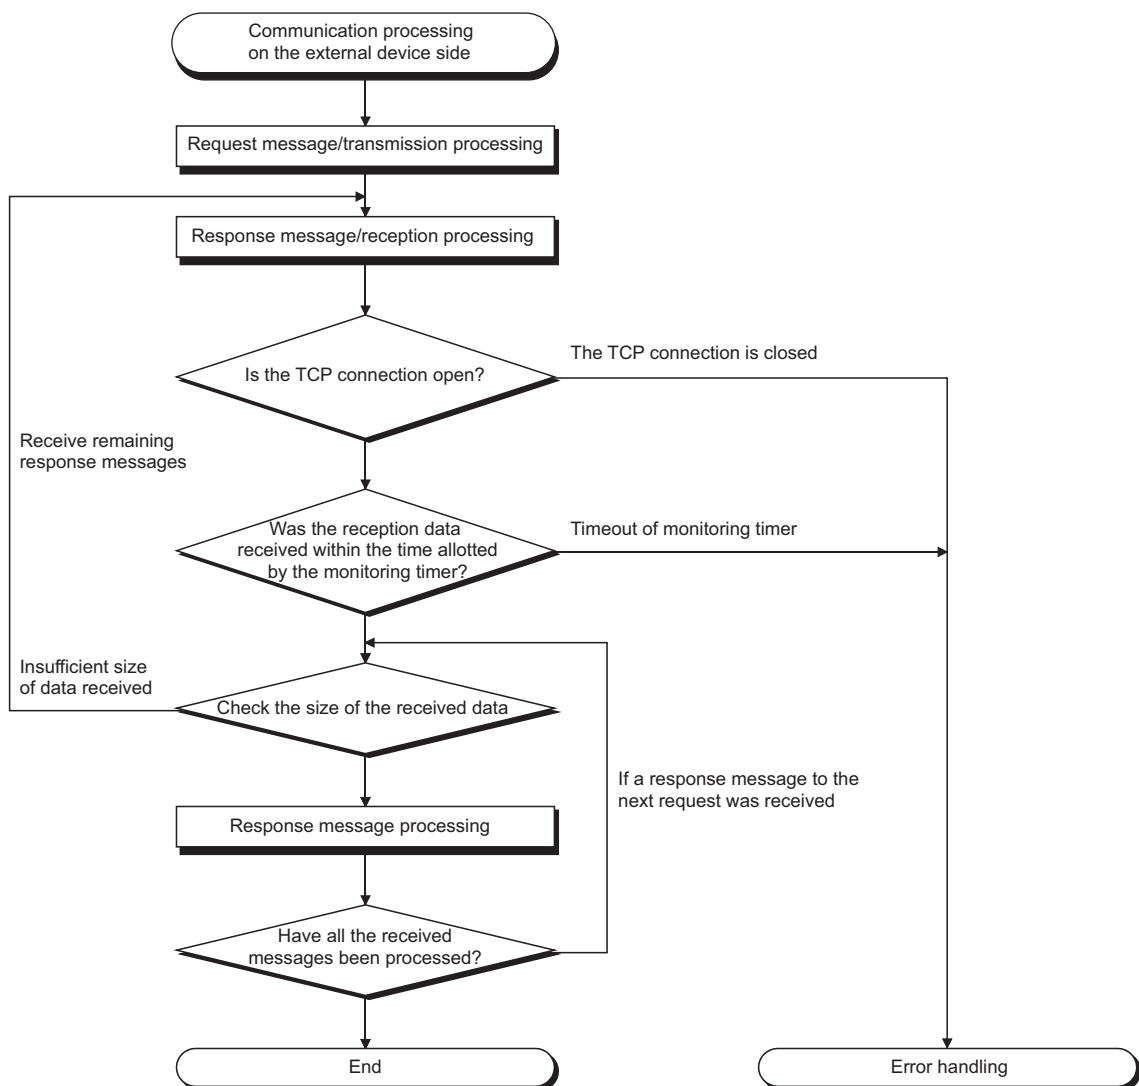 Communication processing
on the external device side
Request message/transmission processing
Response message/reception processing
The TCP connection is closed
Is the TCP connection open?
Receive remaining
response messages
Was the reception data
received within the time allotted
by the monitoring timer?
Timeout of monitoring timer
Insufficient size
of data received
Check the size of the received data
If a response message to the
next request was received
Response message processing
Have all the received
messages been processed?
End
Error handling